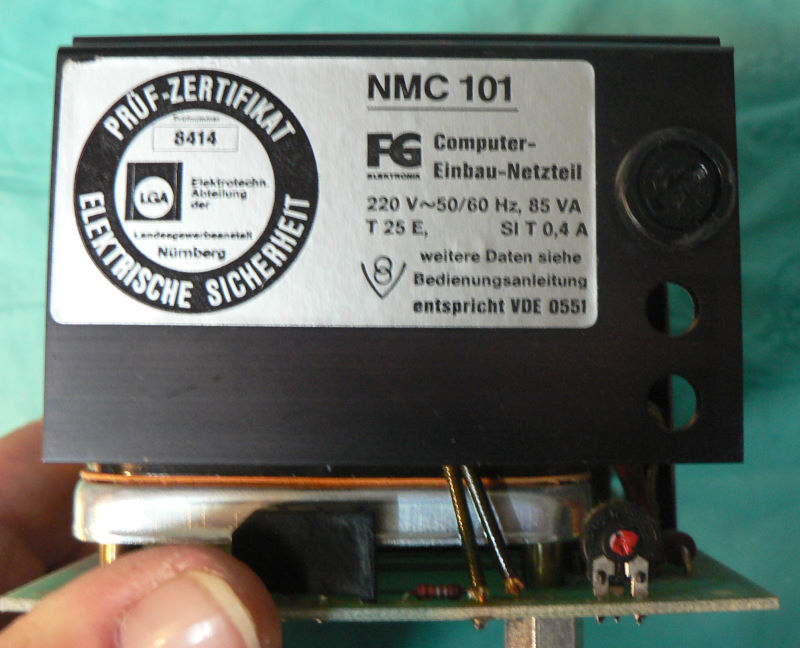 PRÜF-ZERTIFIKAT
Prüfnummer
8414
LGA
Elektrotechn.
Abteilung
der
Landesgewerbeanstalt
Nürnberg
ELEKTRISCHE SICHERHEIT
NMC 101
FG
ELEKTRONIK
Computer-
Einbau-Netzteil
220 V~50/60 Hz, 85 VA
T 25 E, SI T 0,4 A
weitere Daten siehe
Bedienungsanleitung
entspricht VDE 0551